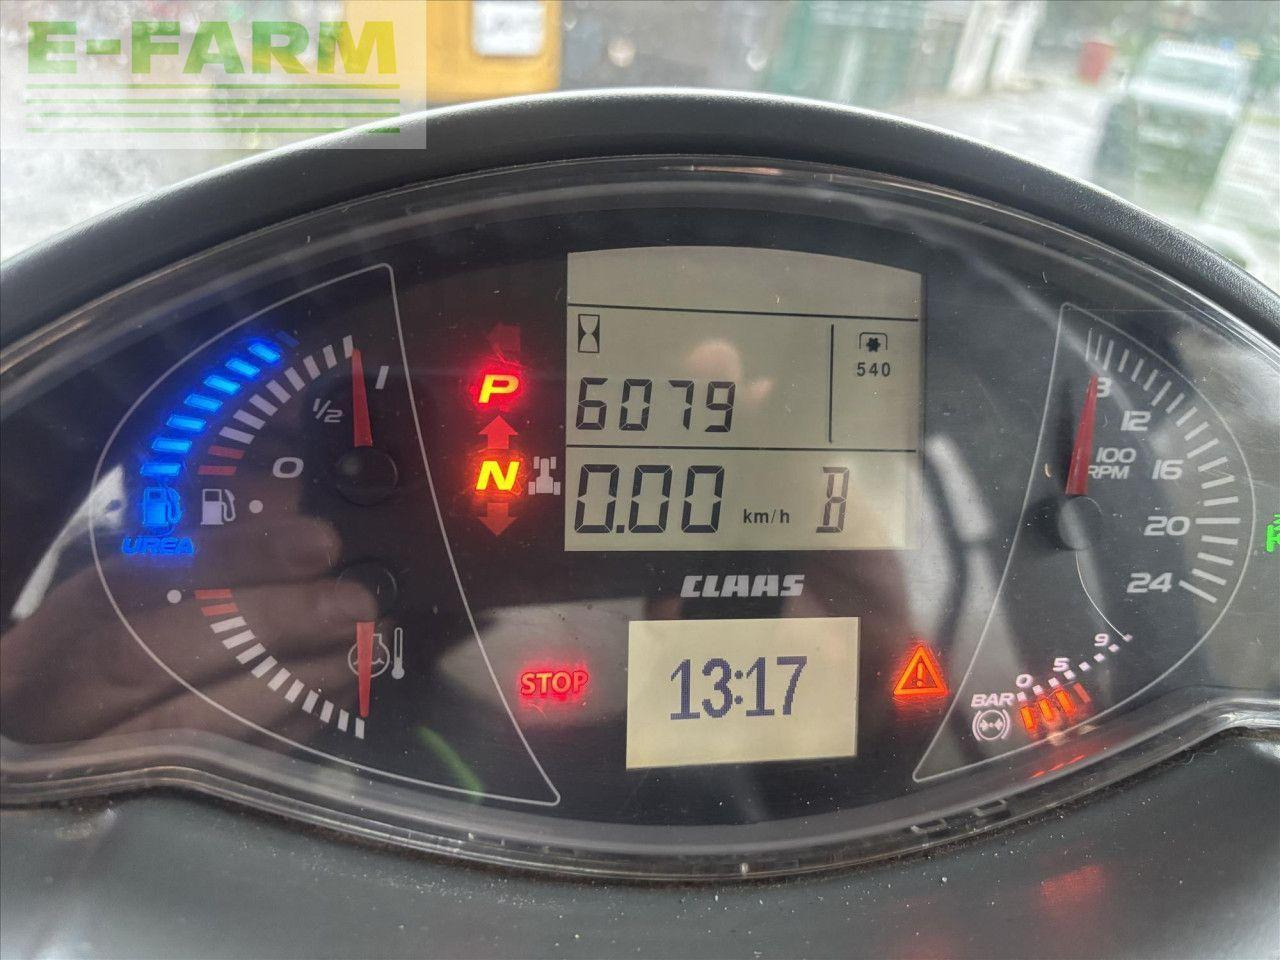 E-FARM
6079
540
0.00 km/h B
CLAAS
13:17
P
N
STOP
1
1/2
0
UREA
8
12
100
RPM
16
20
24
9
5
0
BAR